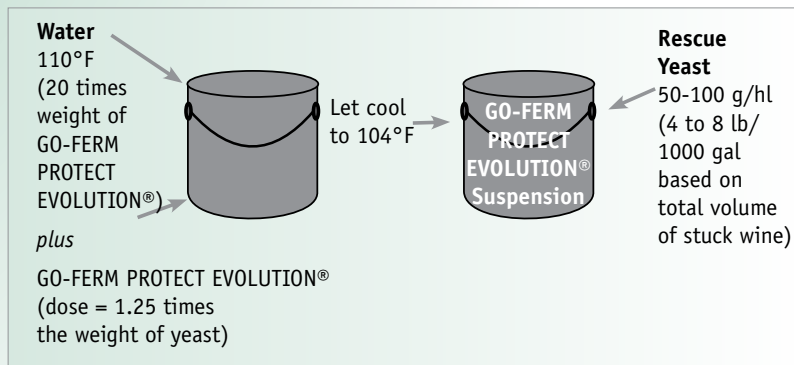 Water
110°F
(20 times
weight of
GO-FERM
PROTECT
EVOLUTION®)
plus
GO-FERM PROTECT EVOLUTION®
(dose = 1.25 times
the weight of yeast)
Let cool
to 104°F
GO-FERM
PROTECT
EVOLUTION®
Suspension
Rescue
Yeast
50-100 g/hl
(4 to 8 lb/
1000 gal
based on
total volume
of stuck wine)